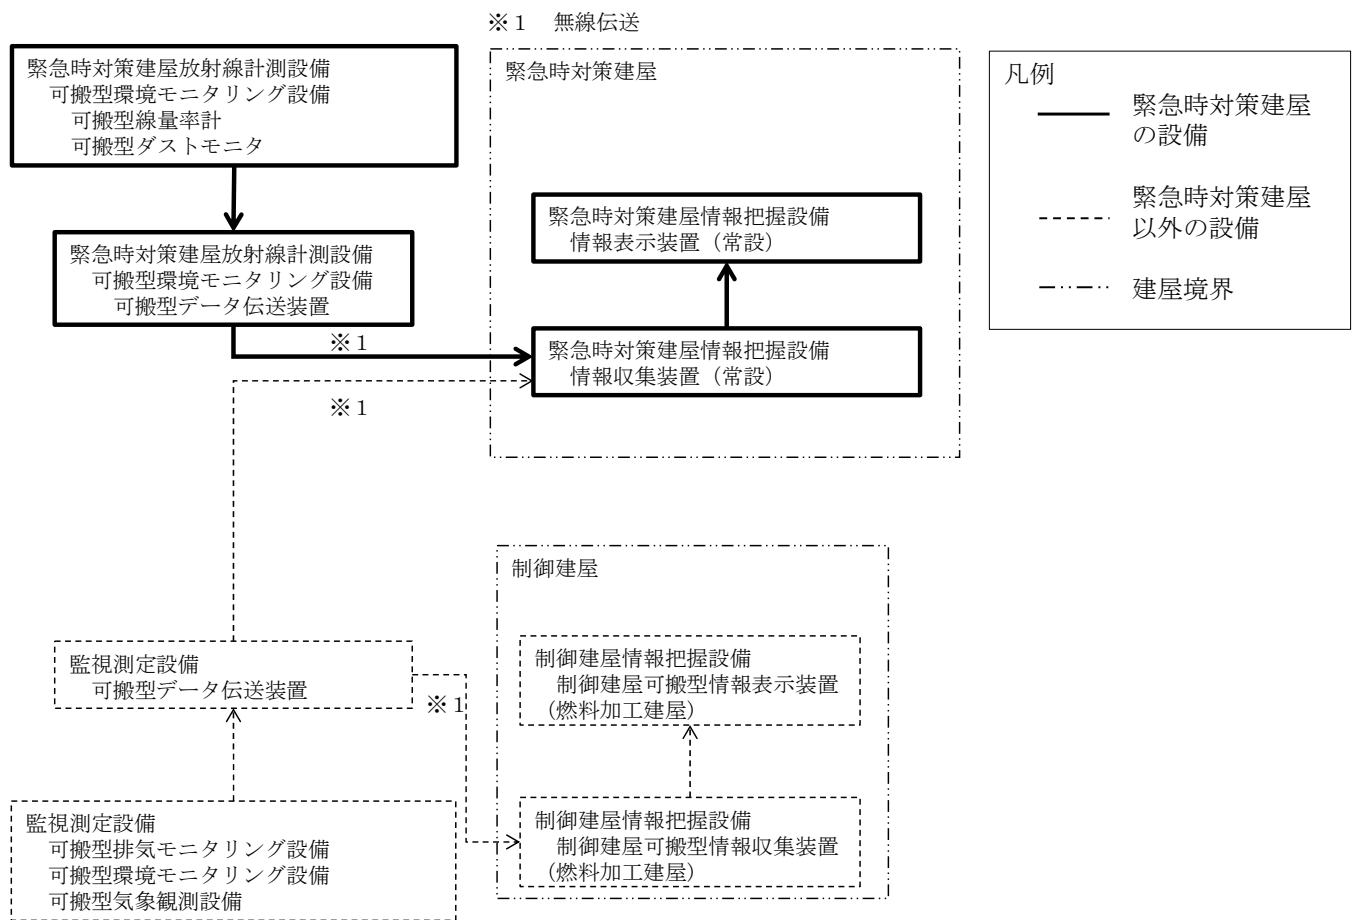 ※１　無線伝送
緊急時対策建屋放射線計測設備
可搬型環境モニタリング設備
可搬型線量率計
可搬型ダストモニタ
緊急時対策建屋放射線計測設備
可搬型環境モニタリング設備
可搬型データ伝送装置
※１
※１
緊急時対策建屋
緊急時対策建屋情報把握設備
情報表示装置（常設）
緊急時対策建屋情報把握設備
情報収集装置（常設）
凡例
緊急時対策建屋
の設備
緊急時対策建屋
以外の設備
建屋境界
監視測定設備
可搬型データ伝送装置
※１
監視測定設備
可搬型排気モニタリング設備
可搬型環境モニタリング設備
可搬型気象観測設備
制御建屋
制御建屋情報把握設備
制御建屋可搬型情報表示装置
（燃料加工建屋）
制御建屋情報把握設備
制御建屋可搬型情報収集装置
（燃料加工建屋）